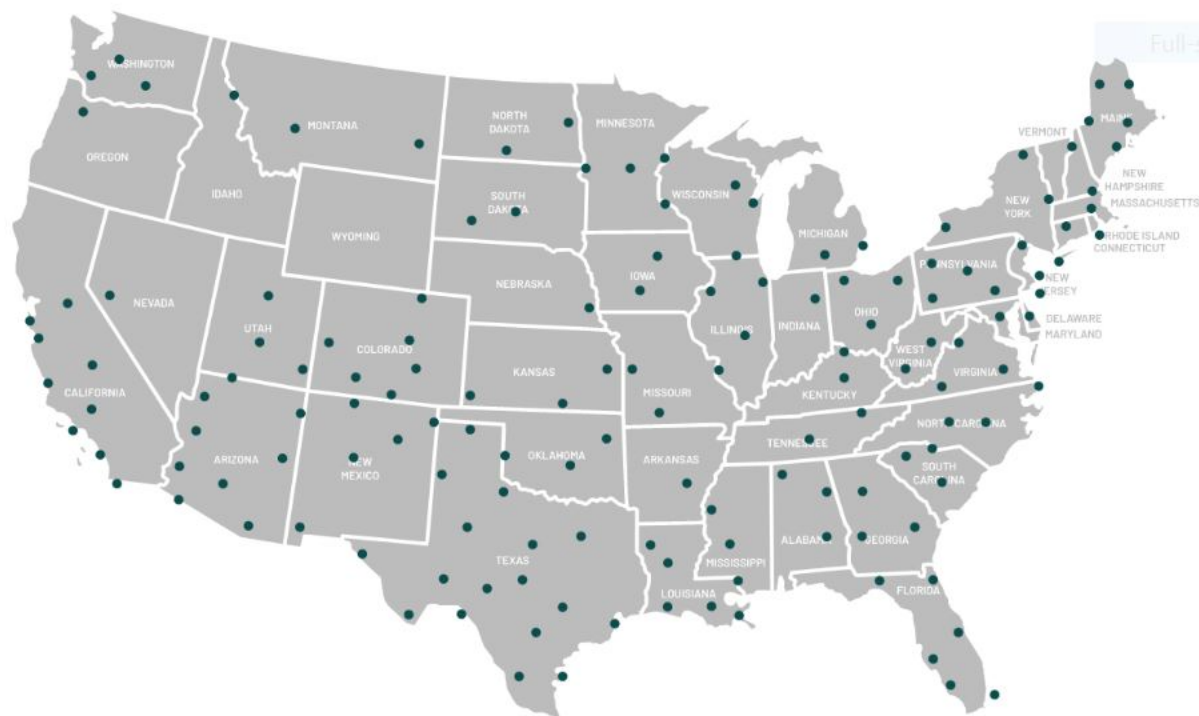 Full-s
WASHINGTON
OREGON
IDAHO
MONTANA
NORTH
DAKOTA
MINNESOTA
SOUTH
DAKOTA
WYOMING
WISCONSIN
MICHIGAN
VERMONT
MAINE
NEW
HAMPSHIRE
MASSACHUSETTS
NEW
YORK
RHODE ISLAND
CONNECTICUT
PENNSYLVANIA
NEW
JERSEY
DELAWARE
MARYLAND
NEBRASKA
IOWA
ILLINOIS
INDIANA
OHIO
WEST
VIRGINIA
VIRGINIA
KENTUCKY
NEVADA
UTAH
COLORADO
KANSAS
MISSOURI
CALIFORNIA
ARIZONA
NEW
MEXICO
OKLAHOMA
ARKANSAS
TENNESSEE
NORTH CAROLINA
SOUTH
CAROLINA
TEXAS
LOUISIANA
MISSISSIPPI
ALABAMA
GEORGIA
FLORIDA